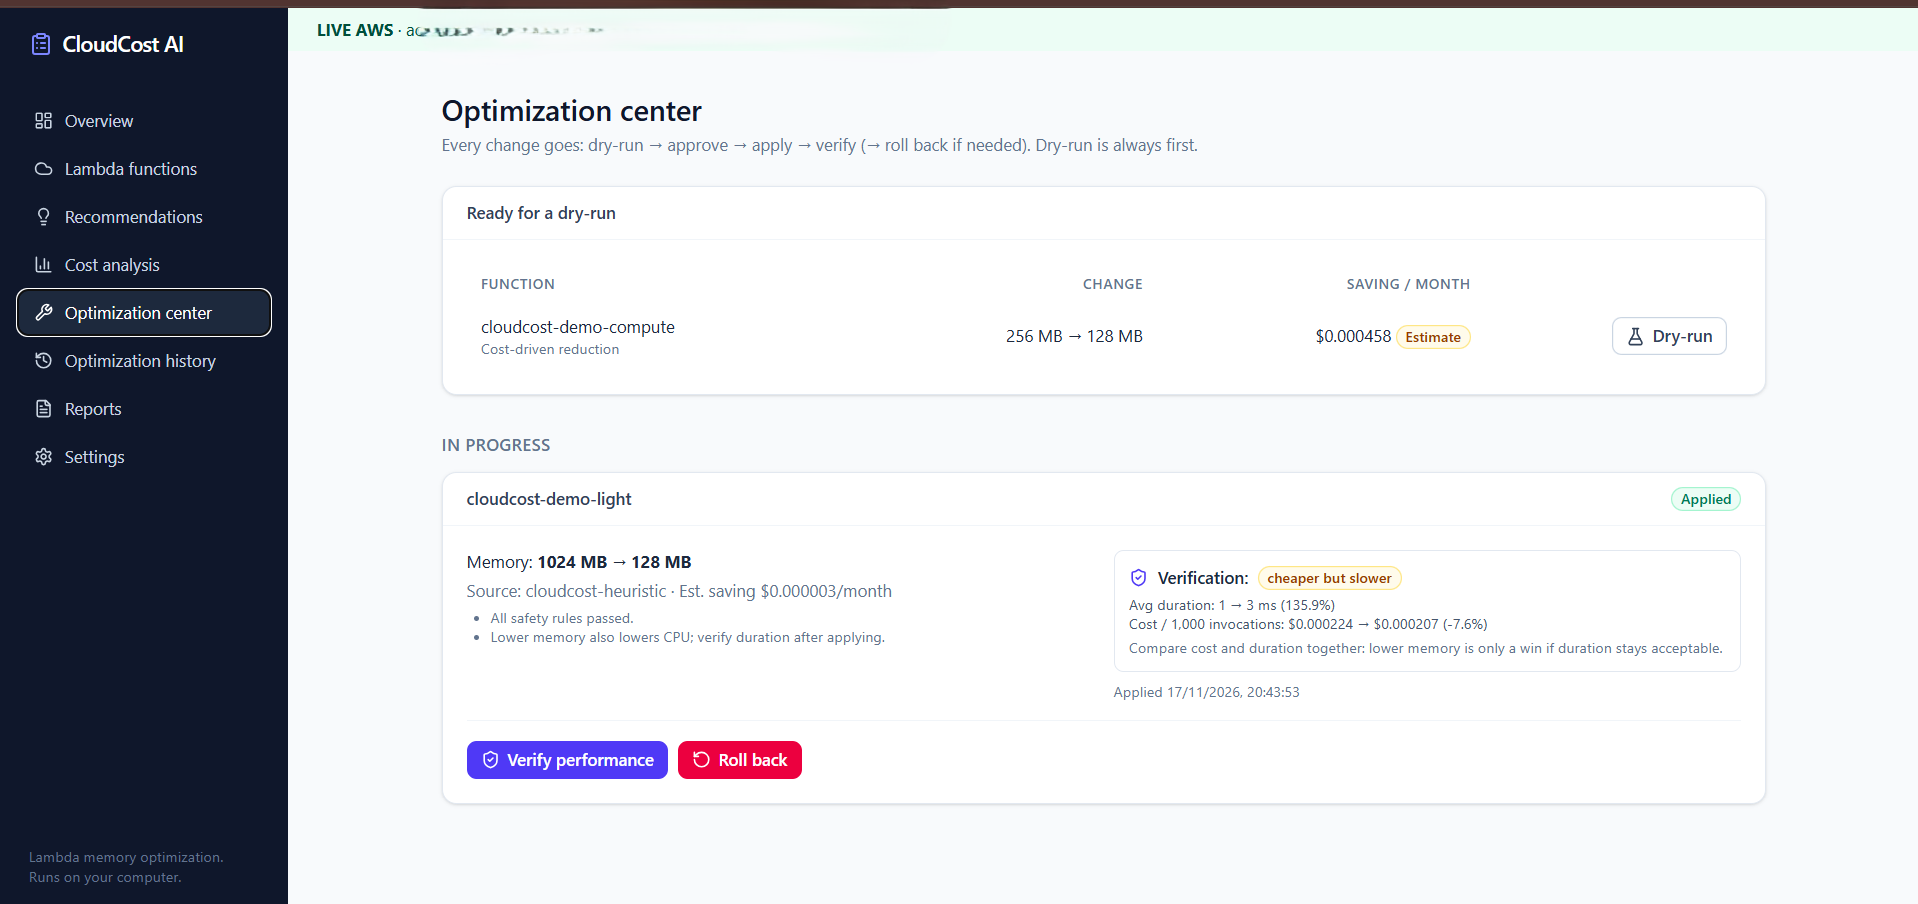 CloudCost AI
Overview
Lambda functions
Recommendations
Cost analysis
Optimization center
Optimization history
Reports
Settings
Lambda memory optimization.
Runs on your computer.
LIVE AWS ·
Optimization center
Every change goes: dry-run → approve → apply → verify (→ roll back if needed). Dry-run is always first.
Ready for a dry-run
FUNCTION CHANGE SAVING / MONTH
cloudcost-demo-compute 256 MB → 128 MB $0.000458 Estimate Dry-run
Cost-driven reduction
IN PROGRESS
cloudcost-demo-light Applied
Memory: 1024 MB → 128 MB
Source: cloudcost-heuristic · Est. saving $0.000003/month
• All safety rules passed.
• Lower memory also lowers CPU; verify duration after applying.
Verification: cheaper but slower
Avg duration: 1 → 3 ms (135.9%)
Cost / 1,000 invocations: $0.000224 → $0.000207 (-7.6%)
Compare cost and duration together: lower memory is only a win if duration stays acceptable.
Applied 17/11/2026, 20:43:53
Verify performance Roll back